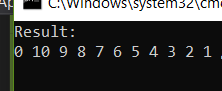 C:\Windows\system32\cmd
Result:
0 10 9 8 7 6 5 4 3 2 1